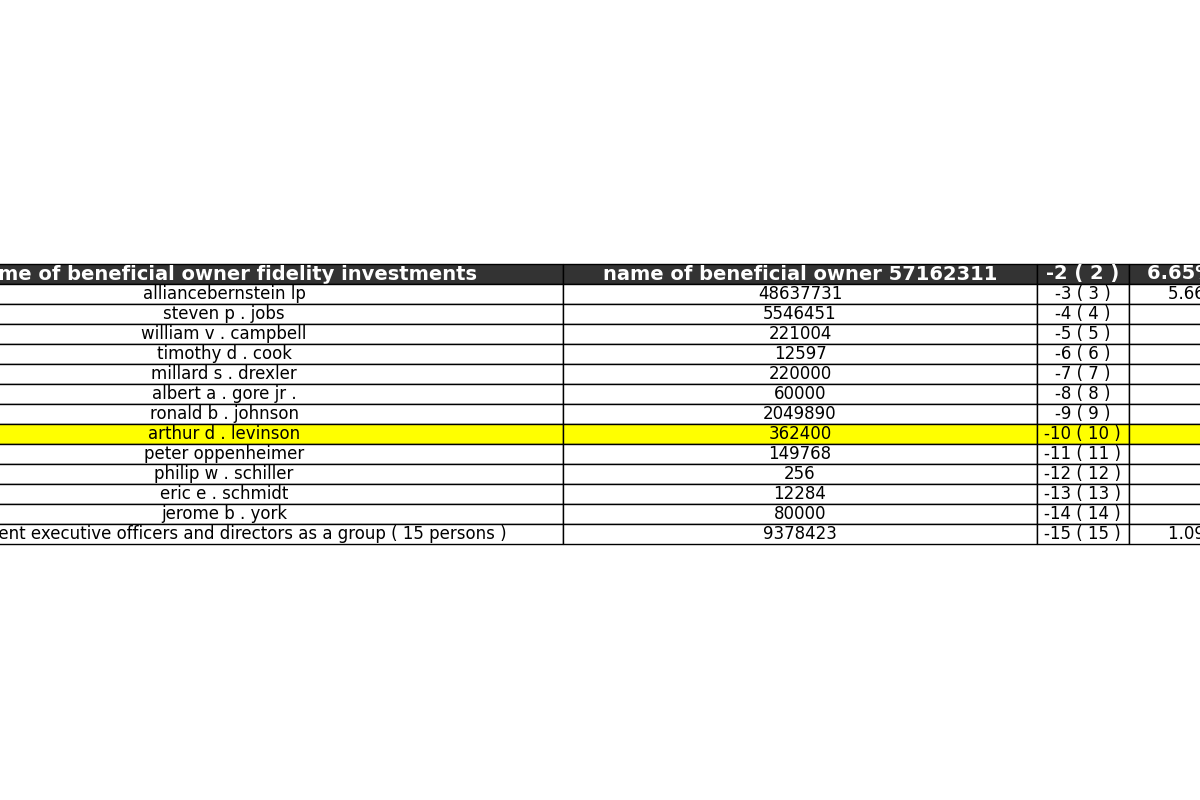 me of beneficial owner fidelity investments name of beneficial owner 57162311 -2 ( 2 ) 6.65%
alliancebernstein lp 48637731 -3 ( 3 ) 5.66
steven p . jobs 5546451 -4 ( 4 )
william v . campbell 221004 -5 ( 5 )
timothy d . cook 12597 -6 ( 6 )
millard s . drexler 220000 -7 ( 7 )
albert a . gore jr . 60000 -8 ( 8 )
ronald b . johnson 2049890 -9 ( 9 )
arthur d . levinson 362400 -10 ( 10 )
peter oppenheimer 149768 -11 ( 11 )
philip w . schiller 256 -12 ( 12 )
eric e . schmidt 12284 -13 ( 13 )
jerome b . york 80000 -14 ( 14 )
ent executive officers and directors as a group ( 15 persons ) 9378423 -15 ( 15 ) 1.09